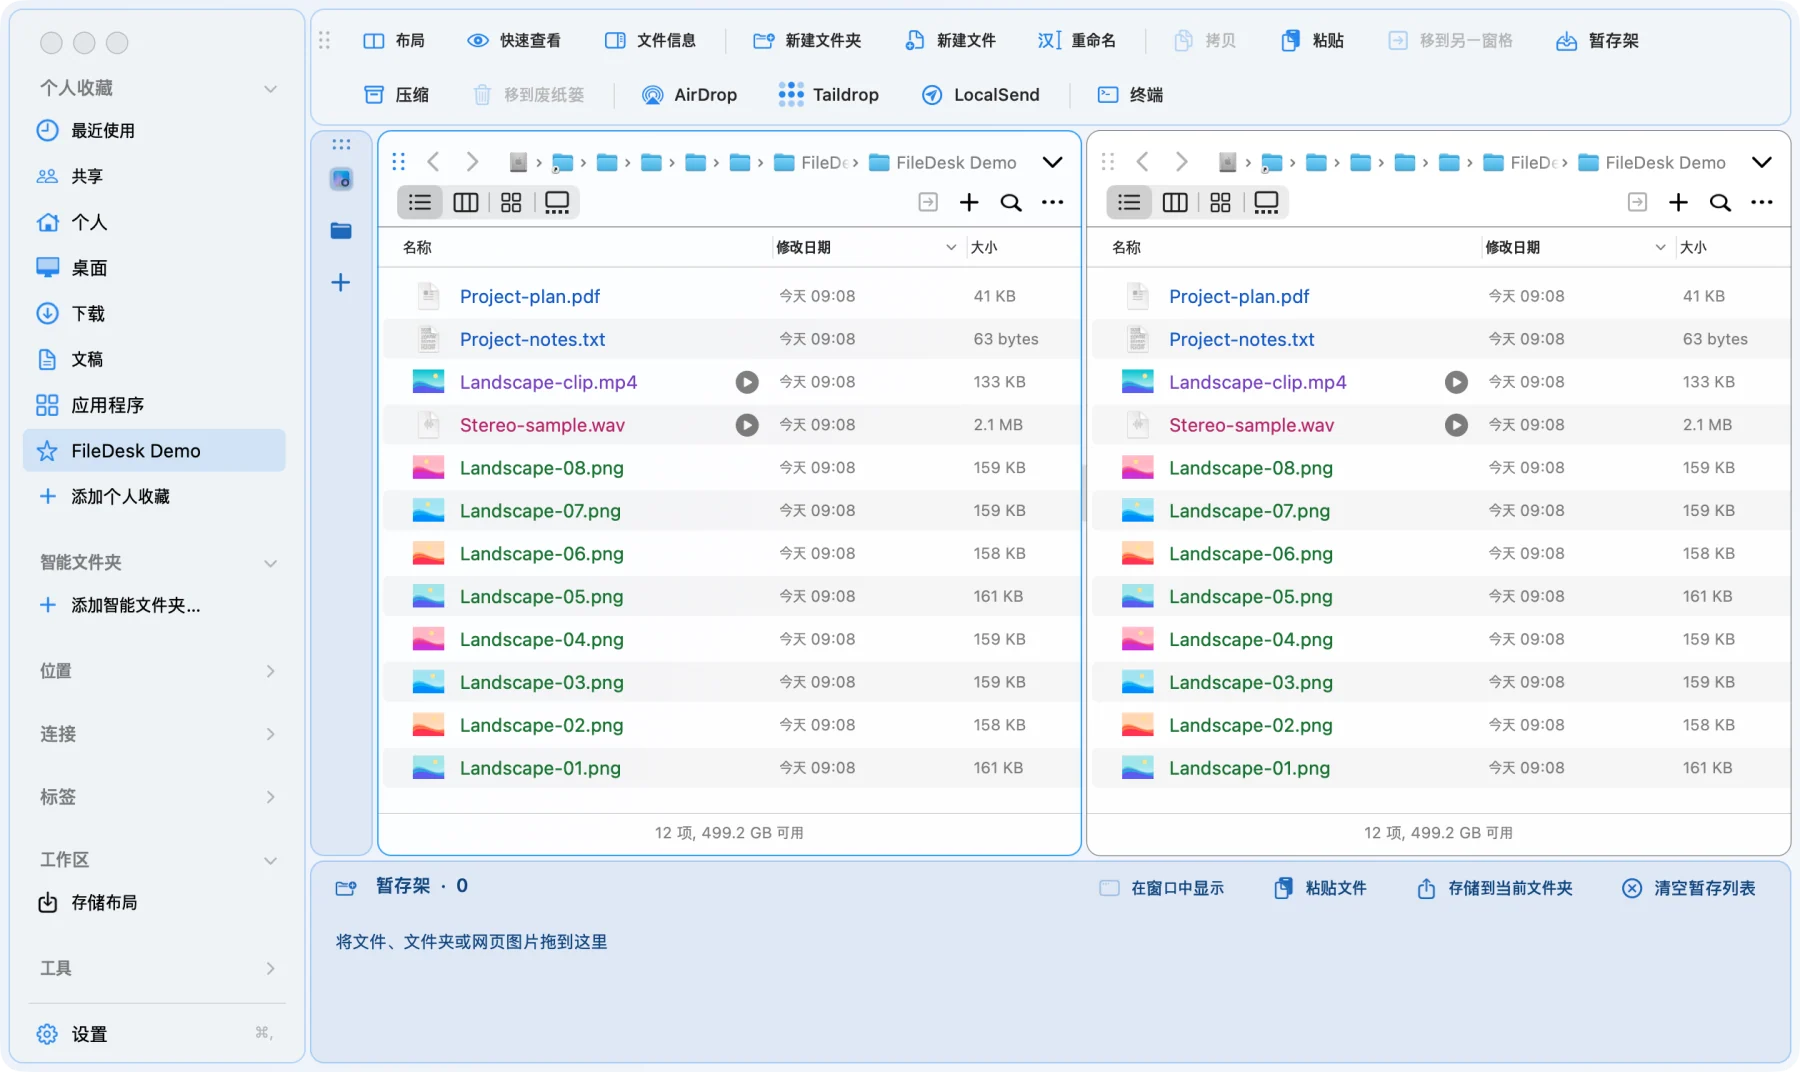 个人收藏
最近使用
共享
个人
桌面
下载
文稿
应用程序
FileDesk Demo
添加个人收藏
智能文件夹
添加智能文件夹...
位置
连接
标签
工作区
存储布局
工具
设置 ⌘,
布局 快速查看 文件信息 新建文件夹 新建文件 重命名 拷贝 粘贴 移到另一窗格 暂存架
压缩 移到废纸篓 AirDrop Taildrop LocalSend 终端
FileDe FileDesk Demo
名称 修改日期 大小
Project-plan.pdf 今天 09:08 41 KB
Project-notes.txt 今天 09:08 63 bytes
Landscape-clip.mp4 今天 09:08 133 KB
Stereo-sample.wav 今天 09:08 2.1 MB
Landscape-08.png 今天 09:08 159 KB
Landscape-07.png 今天 09:08 159 KB
Landscape-06.png 今天 09:08 158 KB
Landscape-05.png 今天 09:08 161 KB
Landscape-04.png 今天 09:08 159 KB
Landscape-03.png 今天 09:08 159 KB
Landscape-02.png 今天 09:08 158 KB
Landscape-01.png 今天 09:08 161 KB
12 项, 499.2 GB 可用
FileDe FileDesk Demo
名称 修改日期 大小
Project-plan.pdf 今天 09:08 41 KB
Project-notes.txt 今天 09:08 63 bytes
Landscape-clip.mp4 今天 09:08 133 KB
Stereo-sample.wav 今天 09:08 2.1 MB
Landscape-08.png 今天 09:08 159 KB
Landscape-07.png 今天 09:08 159 KB
Landscape-06.png 今天 09:08 158 KB
Landscape-05.png 今天 09:08 161 KB
Landscape-04.png 今天 09:08 159 KB
Landscape-03.png 今天 09:08 159 KB
Landscape-02.png 今天 09:08 158 KB
Landscape-01.png 今天 09:08 161 KB
12 项, 499.2 GB 可用
暂存架 · 0 在窗口中显示 粘贴文件 存储到当前文件夹 清空暂存列表
将文件、文件夹或网页图片拖到这里